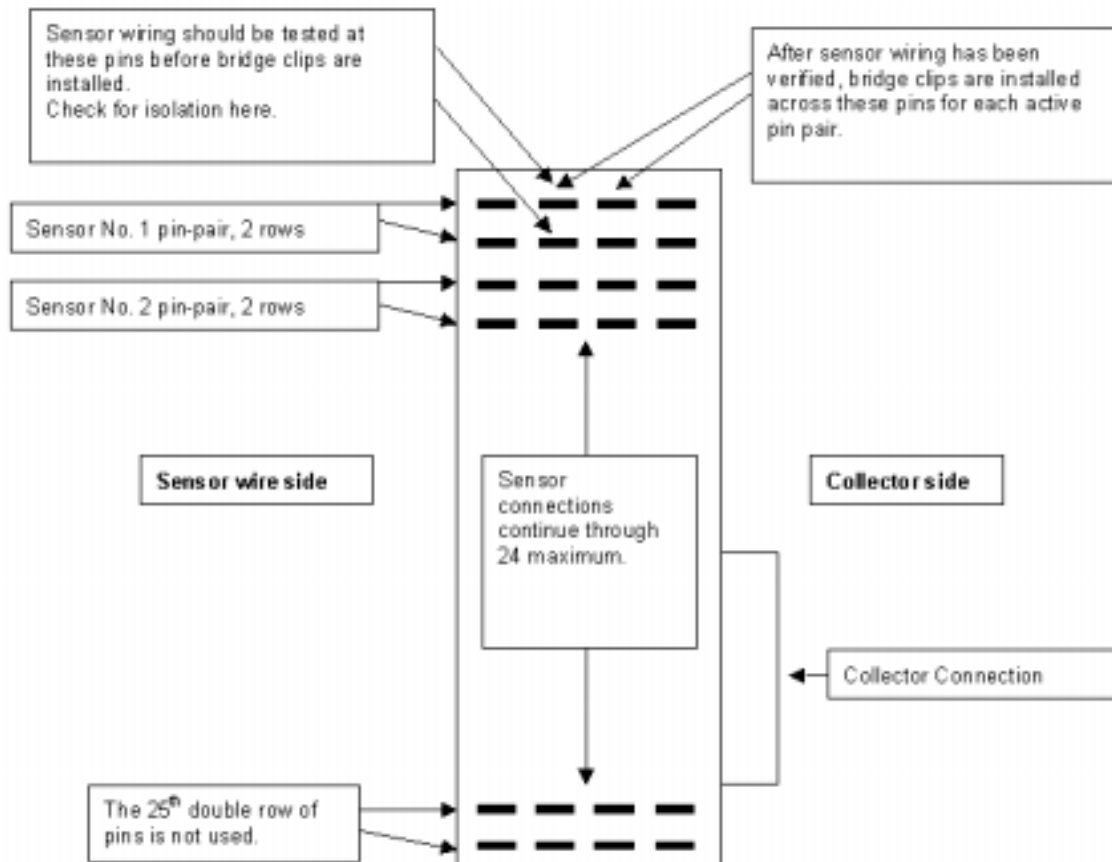 Sensor wiring should be tested at
these pins before bridge clips are
installed.
Check for isolation here.
After sensor wiring has been
verified, bridge clips are installed
across these pins for each active
pin pair.
Sensor No. 1 pin-pair, 2 rows
Sensor No. 2 pin-pair, 2 rows
Sensor wire side
Sensor
connections
continue through
24 maximum.
Collector side
Collector Connection
The 25th double row of
pins is not used.